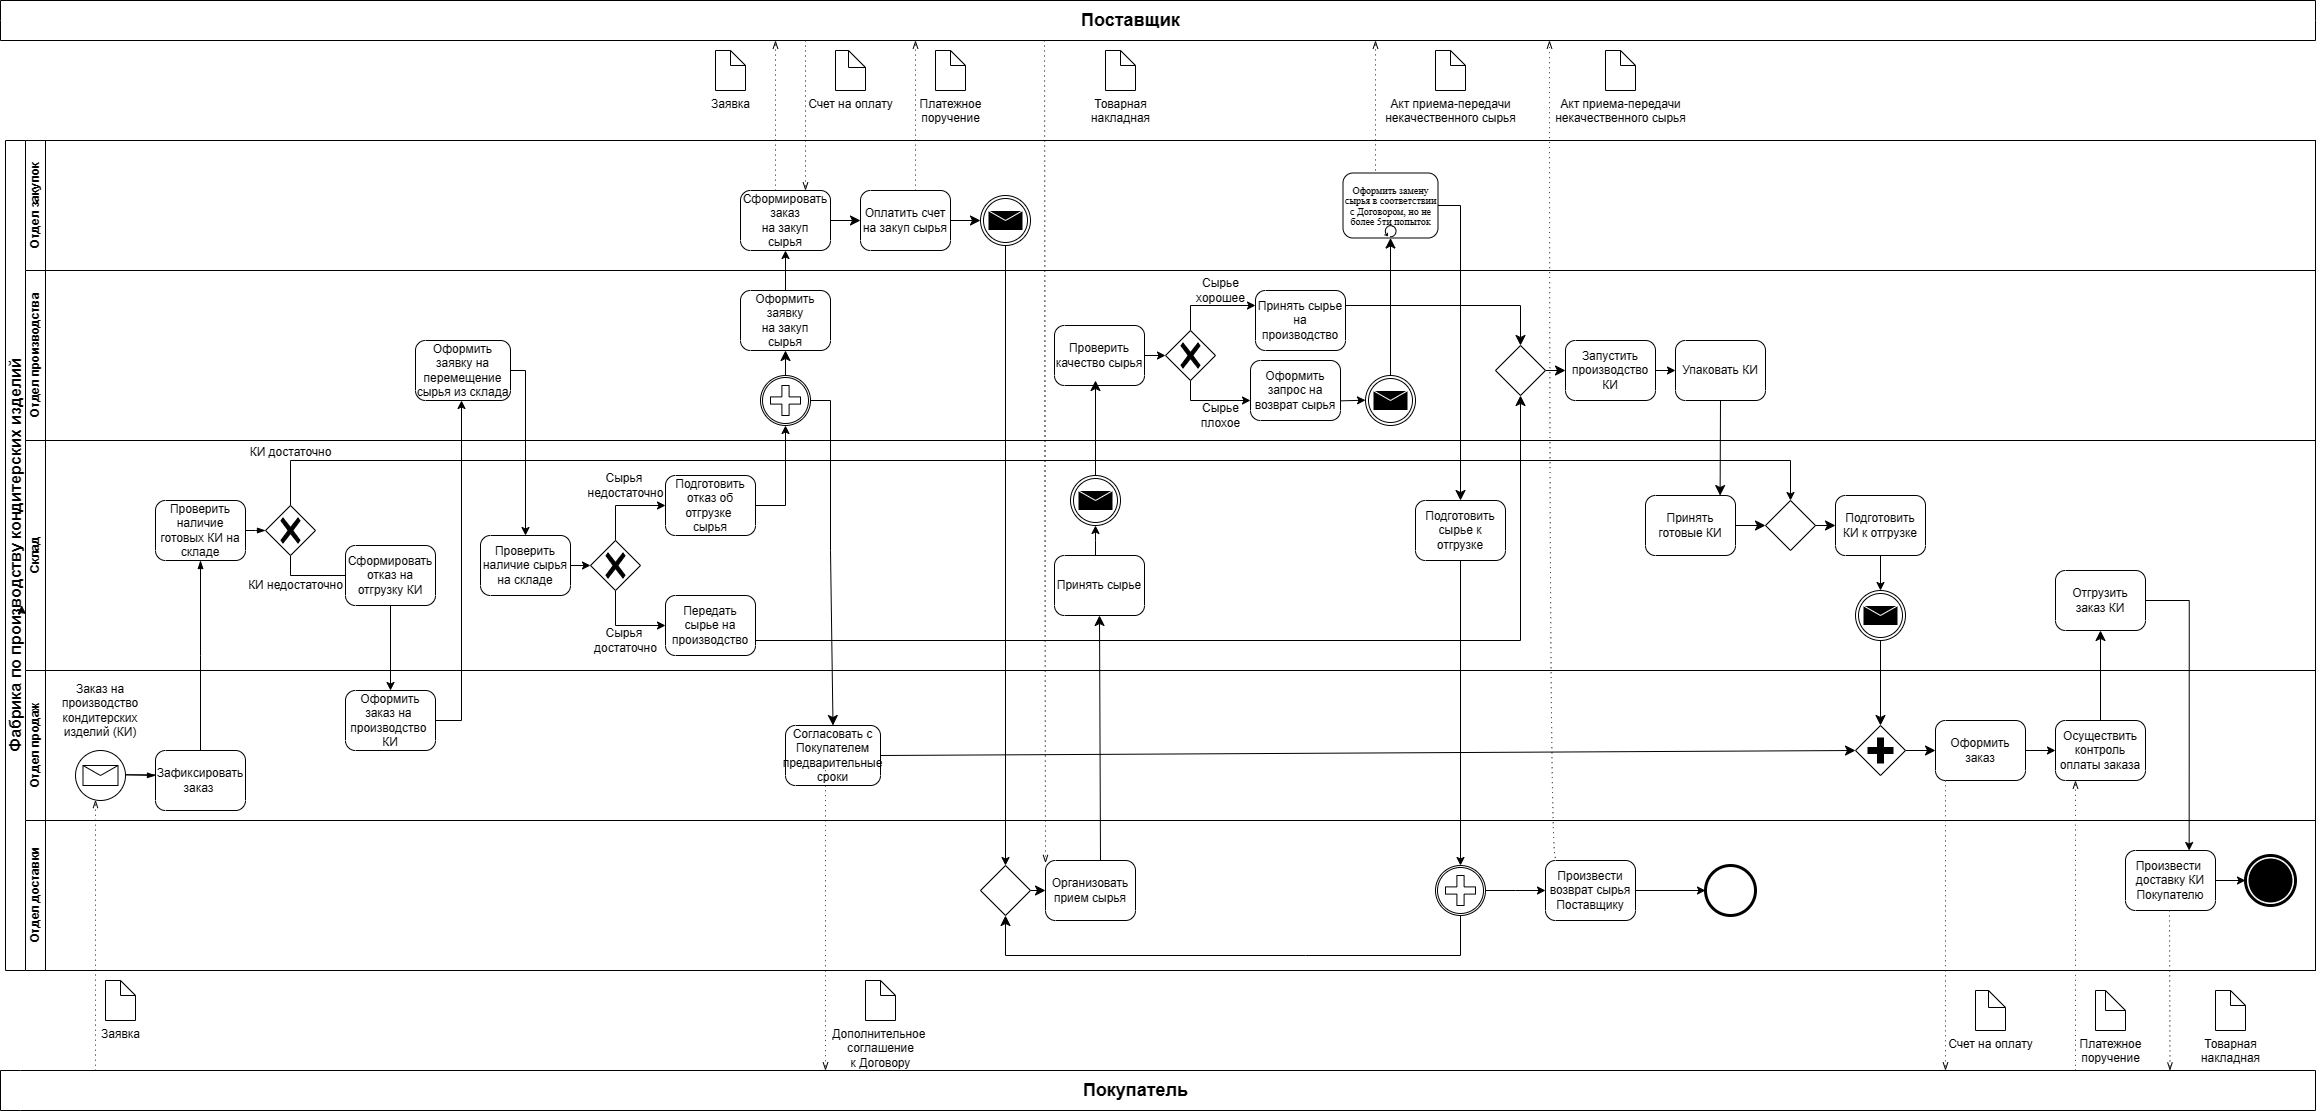 Поставщик
Заявка
Счет на оплату
Платежное
поручение
Товарная
накладная
Акт приема-передачи
некачественного сырья
Акт приема-передачи
некачественного сырья
Фабрика по производству кондитерских изделий
Отдел закупок
Сформировать
заказ
на закуп
сырья
Оплатить счет
на закуп сырья
Оформить замену
сырья в соответствии
с Договором, но не
более 5ти попыток
Отдел производства
Оформить
заявку на
перемещение
сырья из склада
Оформить
заявку
на закуп
сырья
Проверить
качество сырья
Сырье
хорошее
Принять сырье
на
производство
Сырье
плохое
Оформить
запрос на
возврат сырья
Запустить
производство
КИ
Упаковать КИ
Склад
Проверить
наличие
готовых КИ на
складе
КИ достаточно
КИ недостаточно
Сформировать
отказ на
отгрузку КИ
Проверить
наличие сырья
на складе
Сырья
недостаточно
Подготовить
отказ об
отгрузке
сырья
Сырья
достаточно
Передать
сырье на
производство
Принять сырье
Подготовить
сырье к
отгрузке
Принять
готовые КИ
Подготовить
КИ к отгрузке
Отгрузить
заказ КИ
Отдел продаж
Заказ на
производство
кондитерских
изделий (КИ)
Зафиксировать
заказ
Оформить
заказ на
производство
КИ
Согласовать с
Покупателем
предварительные
сроки
Оформить
заказ
Осуществить
контроль
оплаты заказа
Отдел доставки
Организовать
прием сырья
Произвести
возврат сырья
Поставщику
Произвести
доставку КИ
Покупателю
Заявка
Дополнительное
соглашение
к Договору
Счет на оплату
Платежное
поручение
Товарная
накладная
Покупатель